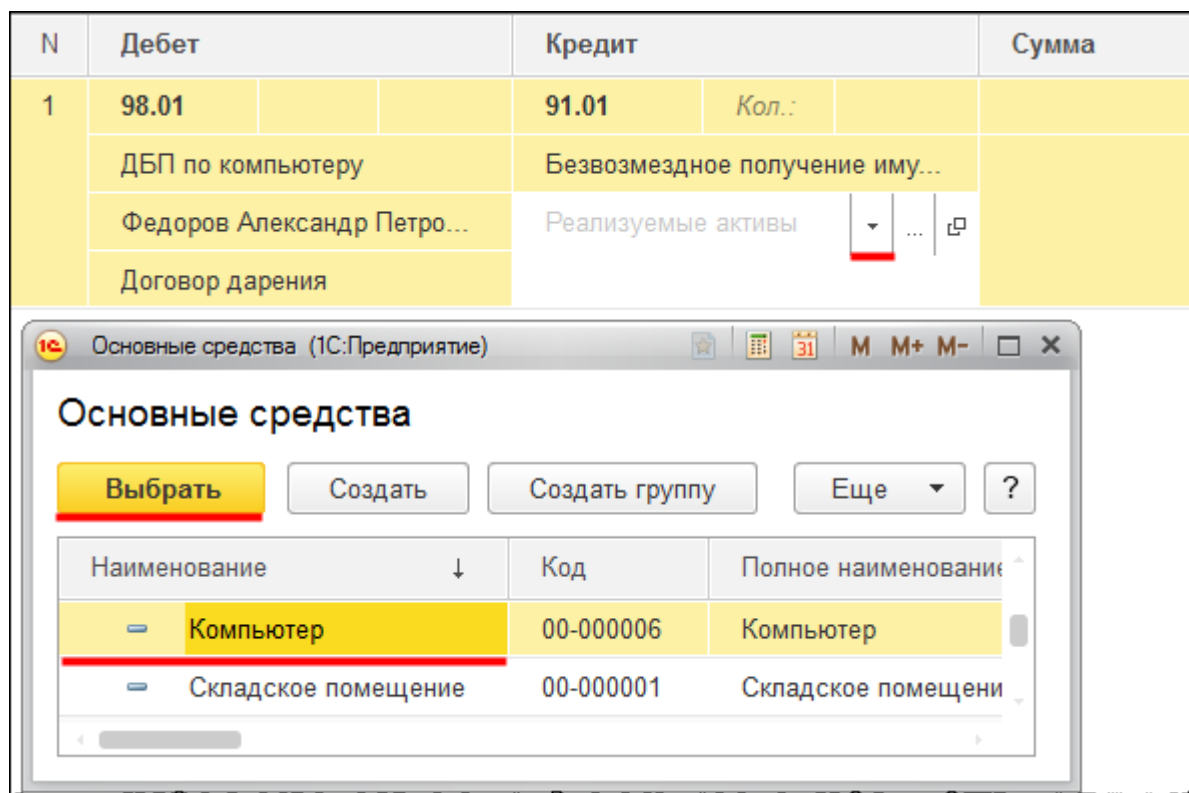 N Дебет Кредит Сумма
1 98.01 91.01 Кол.:
ДБП по компьютеру Безвозмездное получение иму...
Федоров Александр Петро... Реализуемые активы ...
Договор дарения
1С Основные средства (1С:Предприятие) 31 M M+ M-
Основные средства
Выбрать Создать Создать группу Еще ?
Наименование ↓ Код Полное наименование
Компьютер 00-000006 Компьютер
Складское помещение 00-000001 Складское помещени